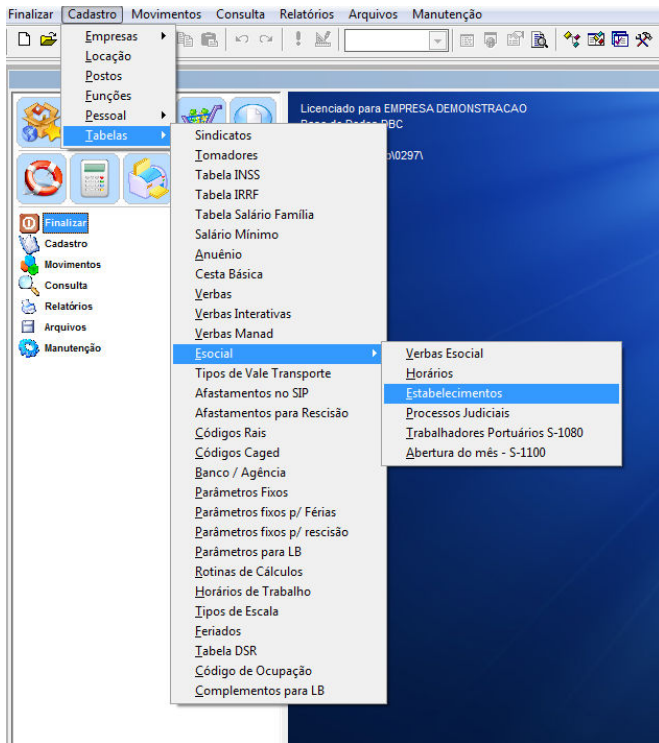 Finalizar Cadastro Movimentos Consulta Relatórios Arquivos Manutenção
Empresas
Locação
Postos
Funções
Pessoal
Tabelas
Licenciado para EMPRESA DEMONSTRACAO
\0297\
Sindicatos
Tomadores
Tabela INSS
Tabela IRRF
Tabela Salário Família
Salário Mínimo
Anuênio
Cesta Básica
Verbas
Verbas Interativas
Verbas Manad
Esocial
Tipos de Vale Transporte
Afastamentos no SIP
Afastamentos para Rescisão
Códigos Rais
Códigos Caged
Banco / Agência
Parâmetros Fixos
Parâmetros fixos p/ Férias
Parâmetros fixos p/ rescisão
Parâmetros para LB
Rotinas de Cálculos
Horários de Trabalho
Tipos de Escala
Feriados
Tabela DSR
Código de Ocupação
Complementos para LB
Verbas Esocial
Horários
Estabelecimentos
Processos Judiciais
Trabalhadores Portuários S-1080
Abertura do mês - S-1100
Finalizar
Cadastro
Movimentos
Consulta
Relatórios
Arquivos
Manutenção